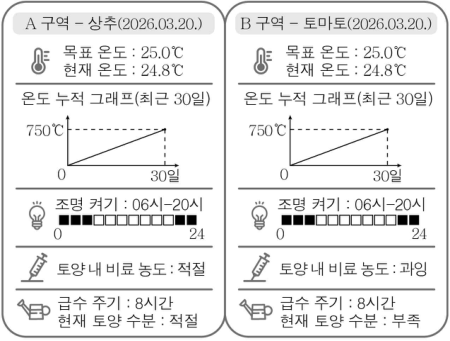 A 구역 – 상추(2026.03.20.)
목표 온도 : 25.0℃
현재 온도 : 24.8℃
온도 누적 그래프(최근 30일)
750℃
0
30일
조명 켜기 : 06시–20시
0
24
토양 내 비료 농도 : 적절
급수 주기 : 8시간
현재 토양 수분 : 적절
B 구역 – 토마토(2026.03.20.)
목표 온도 : 25.0℃
현재 온도 : 24.8℃
온도 누적 그래프(최근 30일)
750℃
0
30일
조명 켜기 : 06시–20시
0
24
토양 내 비료 농도 : 과잉
급수 주기 : 8시간
현재 토양 수분 : 부족